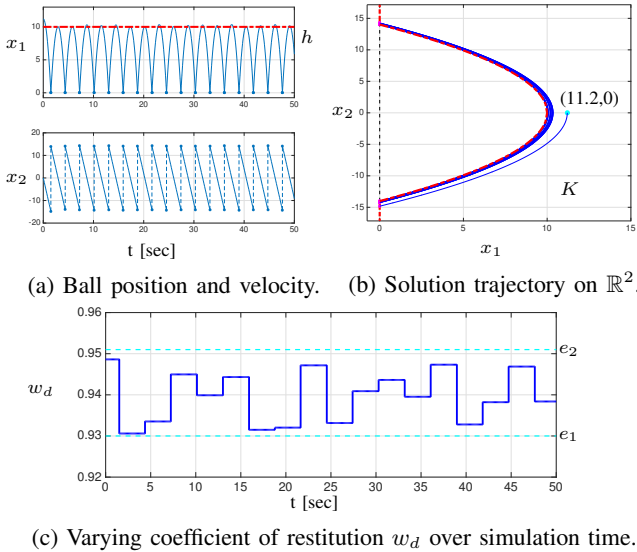 15
10
5
0
x₁
h
0 10 20 30 40 50
20
10
0
-10
-20
x₂
0 10 20 30 40 50
t [sec]
15
10
5
0
-5
-10
-15
x₂
(11.2,0)
K
0 5 10 15
x₁
(a) Ball position and velocity.
(b) Solution trajectory on ℝ².
0.96
0.95
0.94
0.93
0.92
w_d
e₂
e₁
0 5 10 15 20 25 30 35 40 45 50
t [sec]
(c) Varying coefficient of restitution w_d over simulation time.